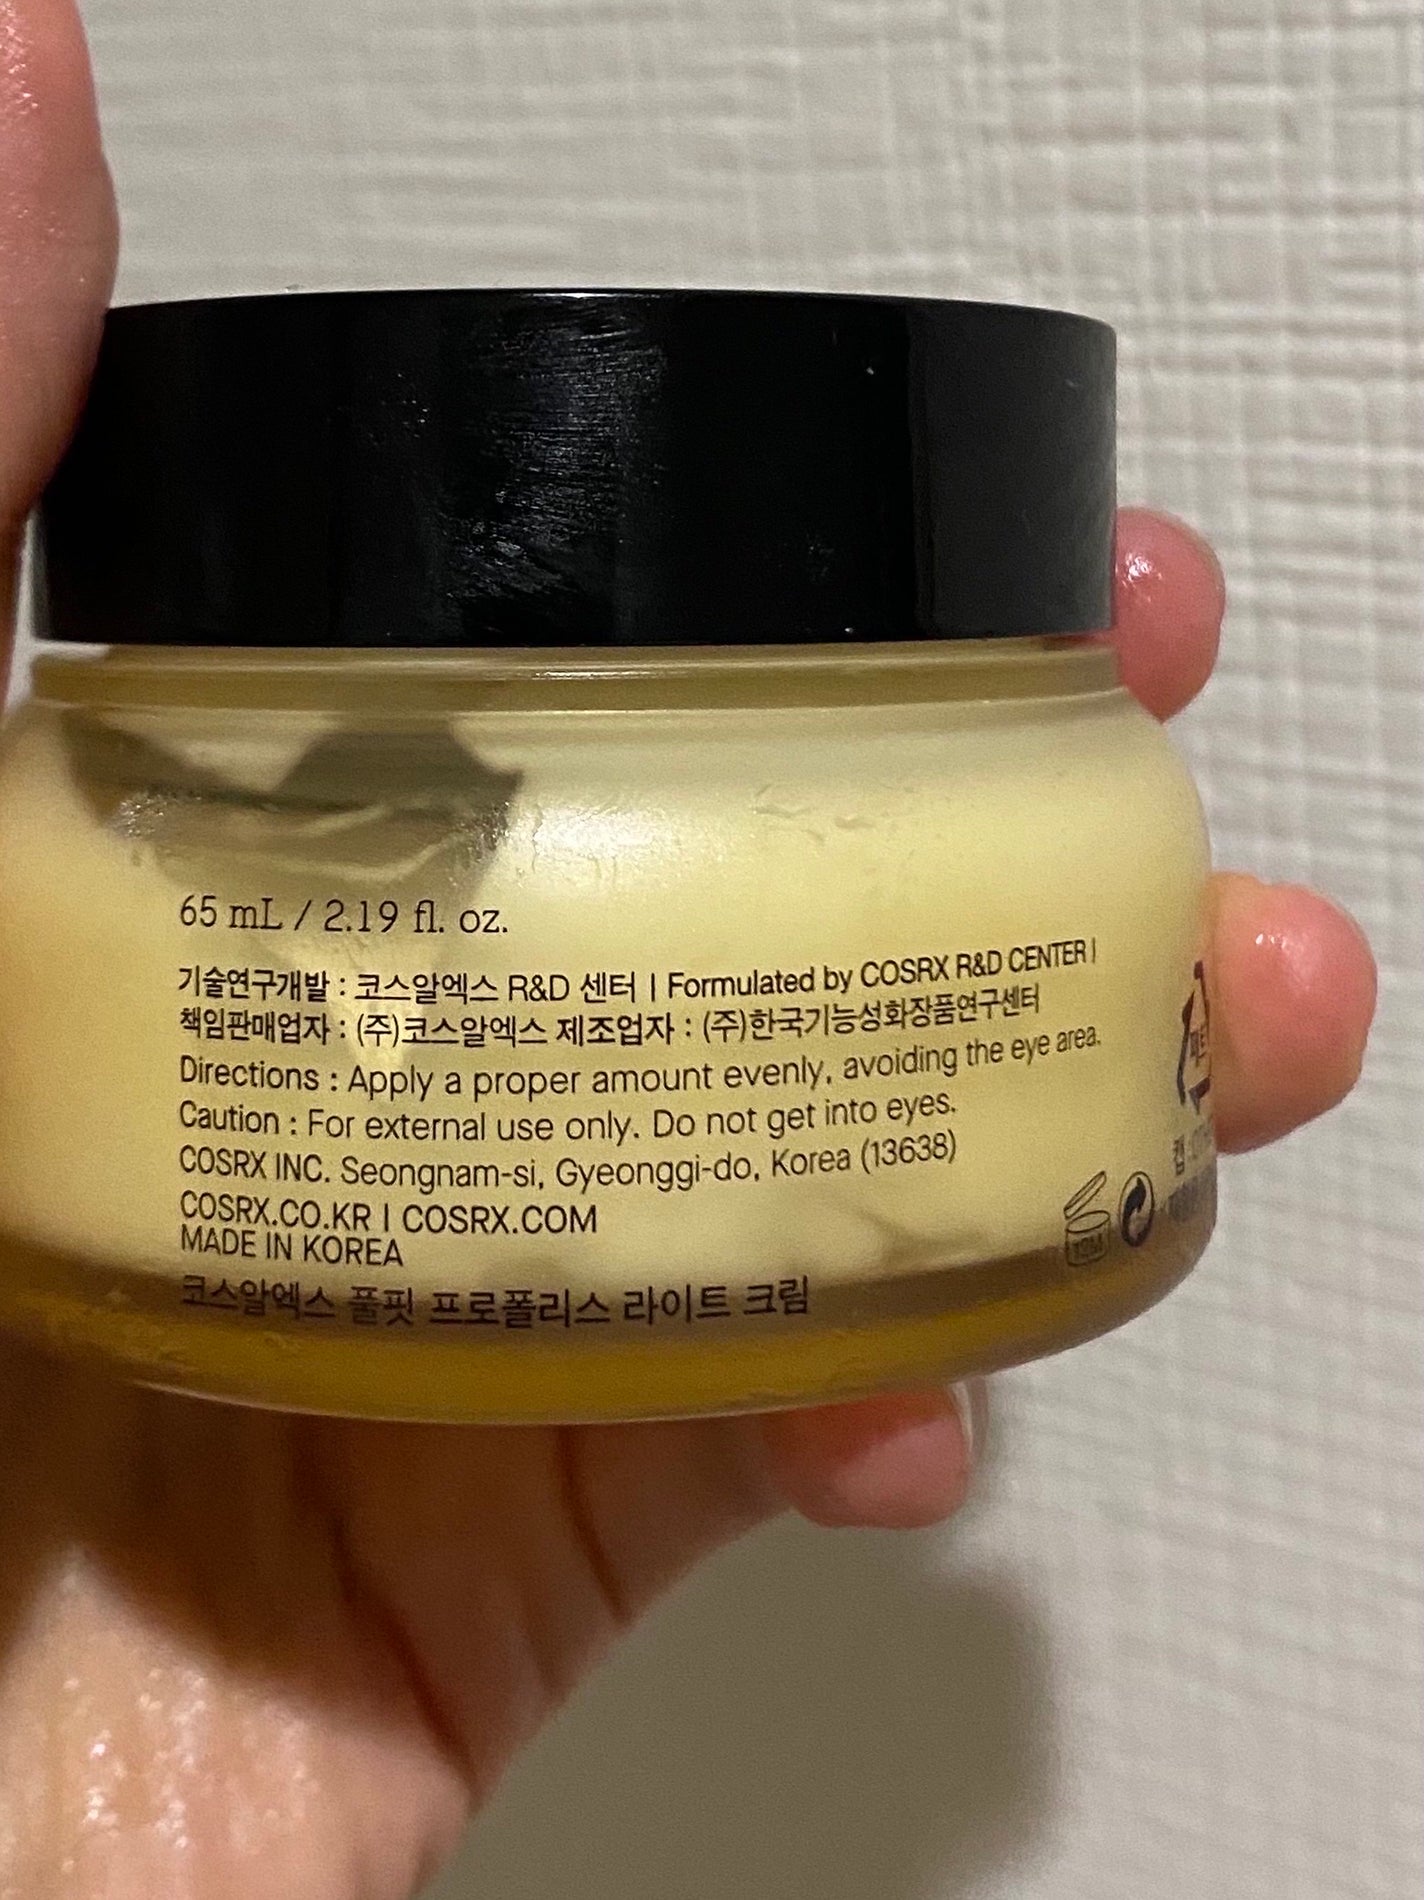 65 mL / 2.19 fl. oz.
기술연구개발 : 코스알엑스 R&D 센터 | Formulated by COSRX R&D CENTER |
책임판매업자 : (주)코스알엑스 제조업자 : (주)한국기능성화장품연구센터
Directions : Apply a proper amount evenly, avoiding the eye area.
Caution : For external use only. Do not get into eyes.
COSRX INC. Seongnam-si, Gyeonggi-do, Korea (13638)
COSRX.CO.KR | COSRX.COM
MADE IN KOREA
코스알엑스 풀핏 프로폴리스 라이트 크림
12M